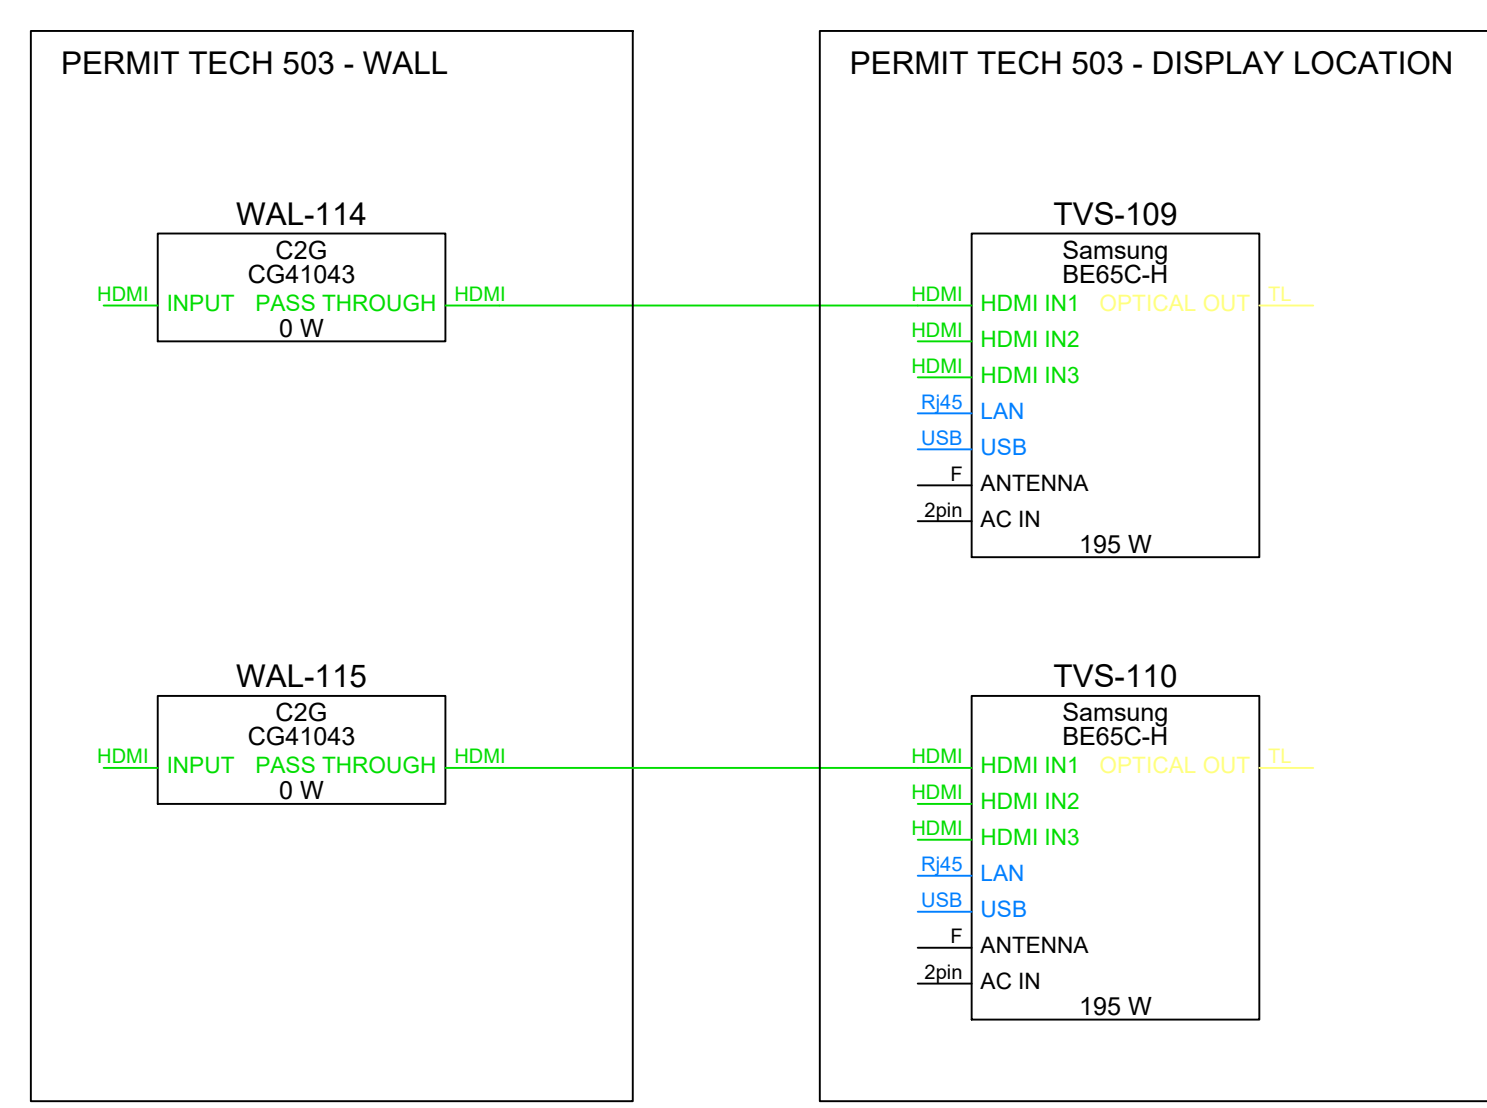 PERMIT TECH 503 - WALL
PERMIT TECH 503 - DISPLAY LOCATION
WAL-114
C2G
CG41043
HDMI INPUT PASS THROUGH HDMI
0 W
TVS-109
Samsung
BE65C-H
HDMI HDMI IN1 OPTICAL OUT TL
HDMI HDMI IN2
HDMI HDMI IN3
Rj45 LAN
USB USB
F ANTENNA
2pin AC IN
195 W
WAL-115
C2G
CG41043
HDMI INPUT PASS THROUGH HDMI
0 W
TVS-110
Samsung
BE65C-H
HDMI HDMI IN1 OPTICAL OUT TL
HDMI HDMI IN2
HDMI HDMI IN3
Rj45 LAN
USB USB
F ANTENNA
2pin AC IN
195 W